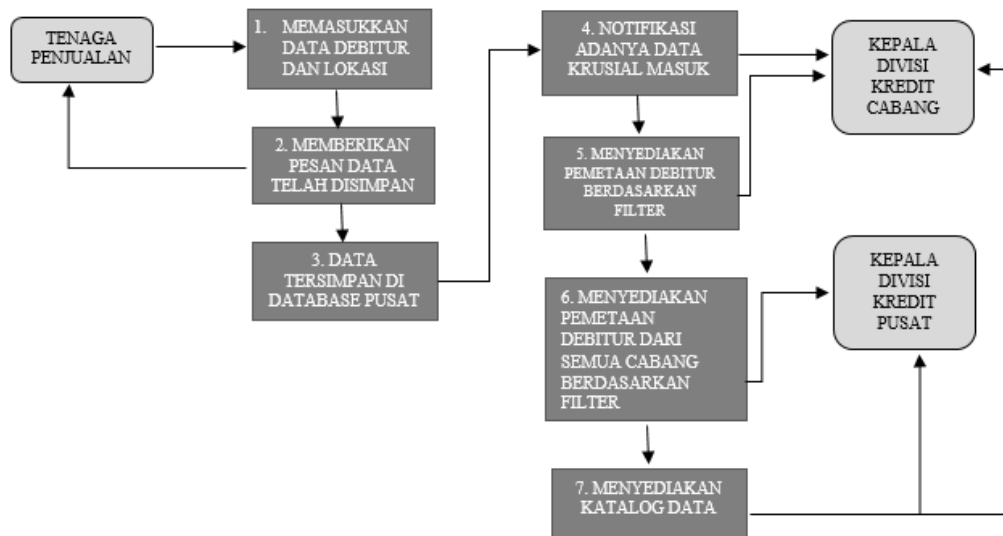 TENAGA
PENJUALAN
1. MEMASUKKAN
DATA DEBITUR
DAN LOKASI
2. MEMBERIKAN
PESAN DATA
TELAH DISIMPAN
3. DATA
TERSIMPAN DI
DATABASE PUSAT
4. NOTIFIKASI
ADANYA DATA
KRUSIAL MASUK
5. MENYEDIAKAN
PEMETAAN DEBITUR
BERDASARKAN
FILTER
6. MENYEDIAKAN
PEMETAAN
DEBITUR DARI
SEMUA CABANG
BERDASARKAN
FILTER
7. MENYEDIAKAN
KATALOG DATA
KEPALA
DIVISI
KREDIT
CABANG
KEPALA
DIVISI
KREDIT
PUSAT